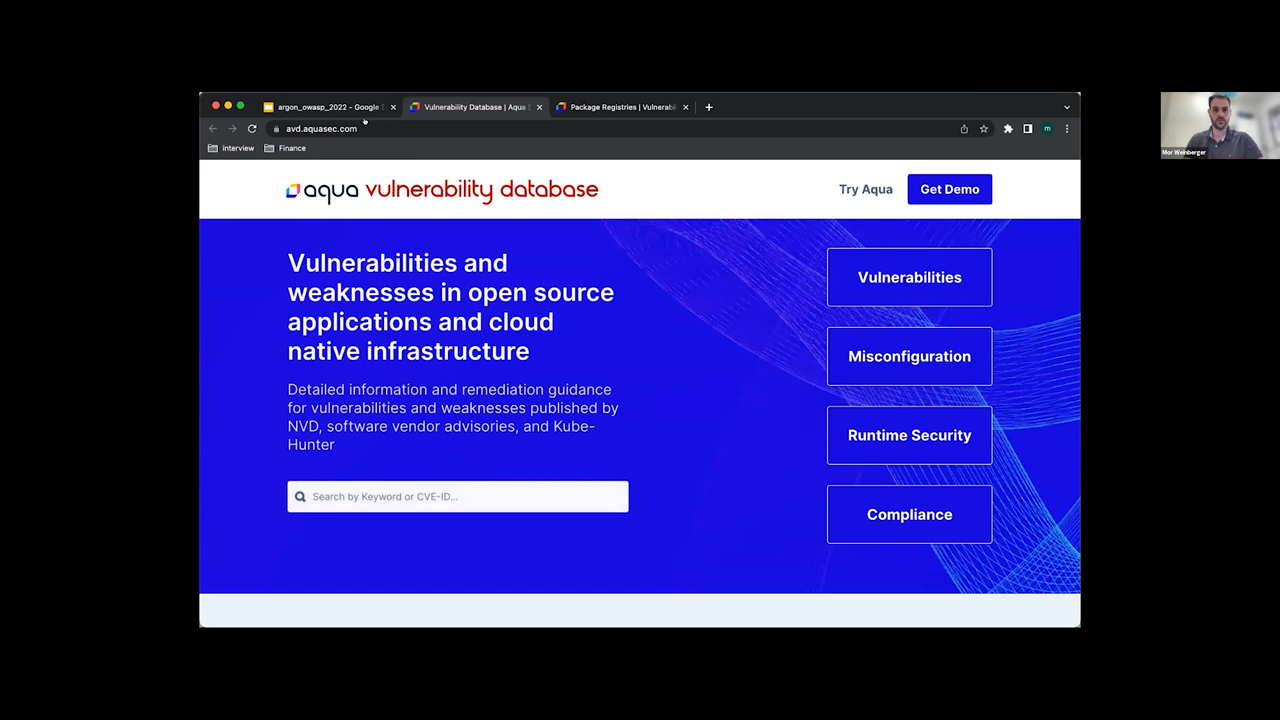 argon_owasp_2022 - Google
Vulnerability Database | Aqua
Package Registries | Vulnerabi
avd.aquasec.com
m
interview
Finance
Mor Weinberger
aqua vulnerability database
Try Aqua
Get Demo
Vulnerabilities and
weaknesses in open source
applications and cloud
native infrastructure
Detailed information and remediation guidance
for vulnerabilities and weaknesses published by
NVD, software vendor advisories, and Kube-
Hunter
Search by Keyword or CVE-ID...
Vulnerabilities
Misconfiguration
Runtime Security
Compliance